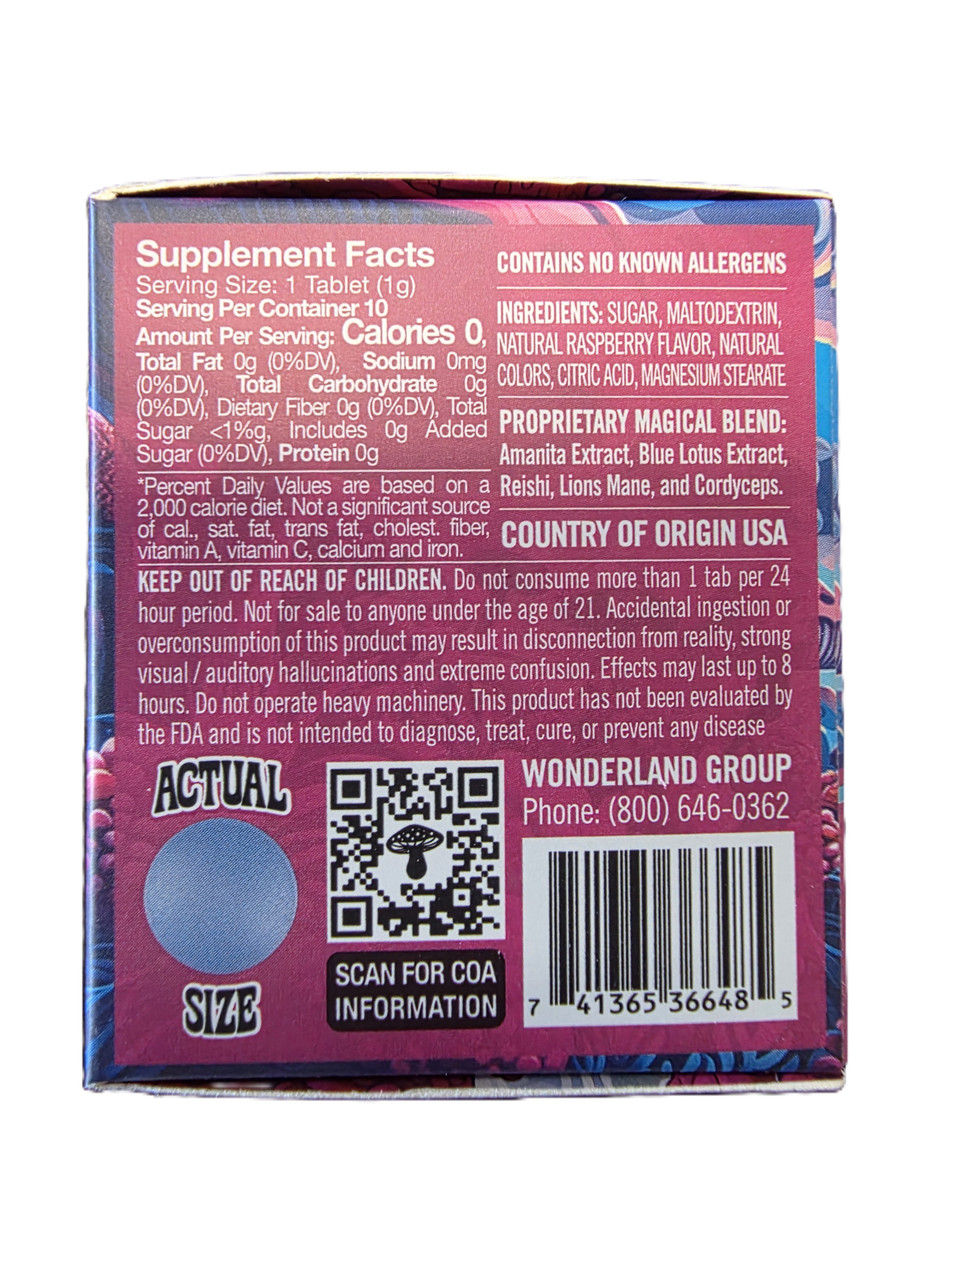 Supplement Facts
Serving Size: 1 Tablet (1g)
Serving Per Container 10
Amount Per Serving: Calories 0,
Total Fat 0g (0%DV), Sodium 0mg
(0%DV), Total Carbohydrate 0g
(0%DV), Dietary Fiber 0g (0%DV), Total
Sugar <1%g, Includes 0g Added
Sugar (0%DV), Protein 0g
*Percent Daily Values are based on a
2,000 calorie diet. Not a significant source
of cal., sat. fat, trans fat, cholest. fiber,
vitamin A, vitamin C, calcium and iron.
CONTAINS NO KNOWN ALLERGENS
INGREDIENTS: SUGAR, MALTODEXTRIN,
NATURAL RASPBERRY FLAVOR, NATURAL
COLORS, CITRIC ACID, MAGNESIUM STEARATE
PROPRIETARY MAGICAL BLEND:
Amanita Extract, Blue Lotus Extract,
Reishi, Lions Mane, and Cordyceps.
COUNTRY OF ORIGIN USA
KEEP OUT OF REACH OF CHILDREN. Do not consume more than 1 tab per 24
hour period. Not for sale to anyone under the age of 21. Accidental ingestion or
overconsumption of this product may result in disconnection from reality, strong
visual / auditory hallucinations and extreme confusion. Effects may last up to 8
hours. Do not operate heavy machinery. This product has not been evaluated by
the FDA and is not intended to diagnose, treat, cure, or prevent any disease
ACTUAL
SIZE
SCAN FOR COA
INFORMATION
WONDERLAND GROUP
Phone: (800) 646-0362
7 41365 36648 5